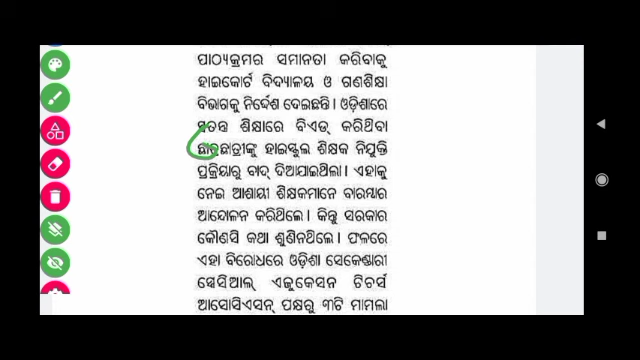 ପାଠ୍ୟକ୍ରମର ସମାନତା କରିବାକୁ
ହାଇକୋର୍ଟ ବିଦ୍ୟାଳୟ ଓ ଗଣଶିକ୍ଷା
ବିଭାଗକୁ ନିର୍ଦ୍ଦେଶ ଦେଇଛନ୍ତି । ଓଡ଼ିଶାରେ
ସ୍ବତନ୍ତ୍ର ଶିକ୍ଷାରେ ବିଏଡ୍ କରିଥିବା
ଛାତ୍ରଛାତ୍ରୀଙ୍କୁ ହାଇସ୍କୁଲ ଶିକ୍ଷକ ନିଯୁକ୍ତି
ପ୍ରକ୍ରିୟାରୁ ବାଦ୍ ଦିଆଯାଇଥିଲା । ଏହାକୁ
ନେଇ ଆଶାୟୀ ଶିକ୍ଷକମାନେ ବାରମ୍ବାର
ଆନ୍ଦୋଳନ କରିଥିଲେ । କିନ୍ତୁ ସରକାର
କୌଣସି କଥା ଶୁଣିନଥିଲେ । ଫଳରେ
ଏହା ବିରୋଧରେ ଓଡ଼ିଶା ସେକେଣ୍ଡାରୀ
ସ୍ପେସିଆଲ୍ ଏଜୁକେସନ ଟିଚର୍ସ
ଆସୋସିଏସନ୍ ପକ୍ଷରୁ ୩ଟି ମାମଲା